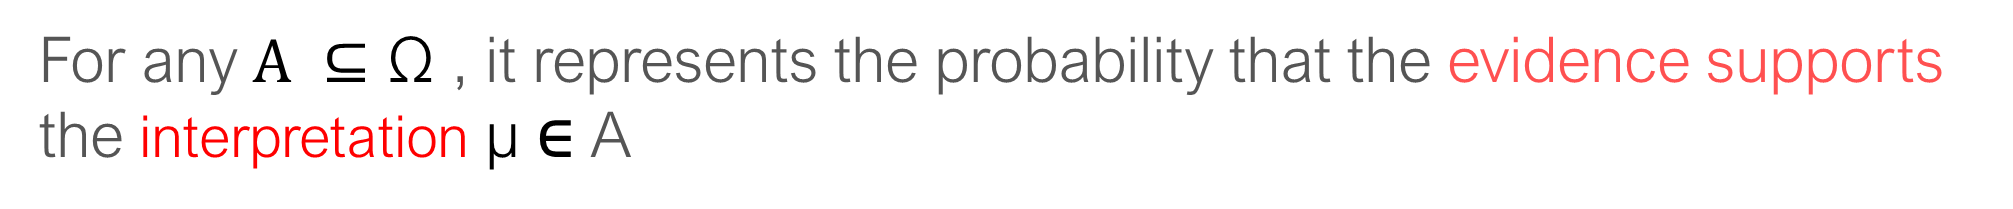 For any A ⊆ Ω , it represents the probability that the evidence supports
the interpretation μ ∈ A